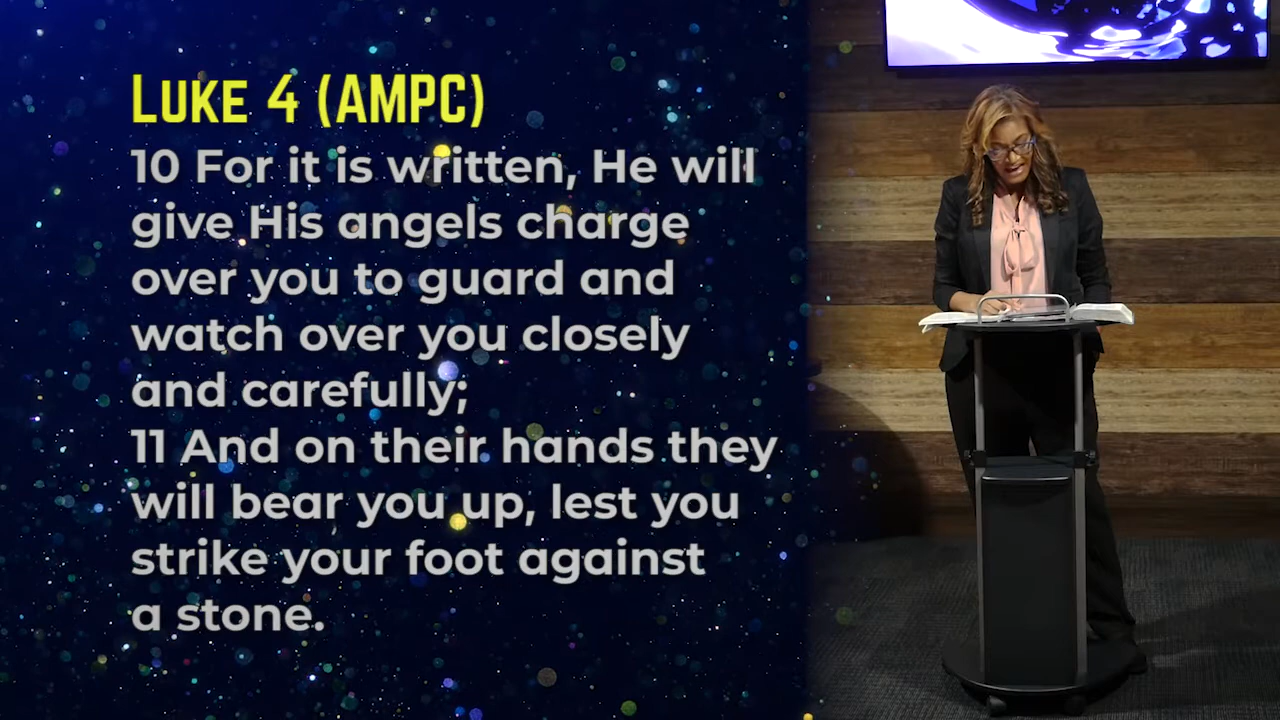 Luke 4 (AMPC)
10 For it is written, He will
give His angels charge
over you to guard and
watch over you closely
and carefully;
11 And on their hands they
will bear you up, lest you
strike your foot against
a stone.